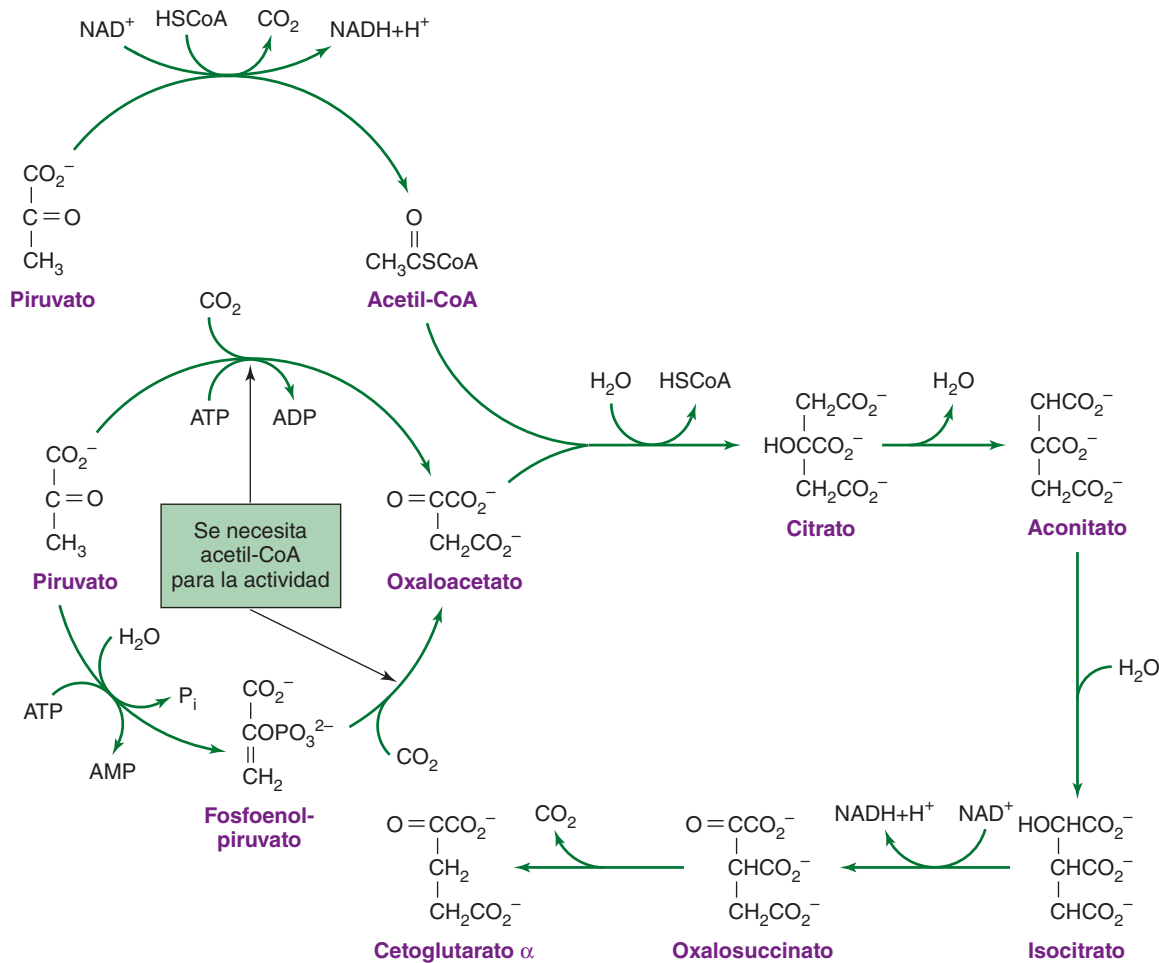 NAD⁺
HSCoA
CO₂
NADH+H⁺
CO₂⁻
C=O
CH₃
Piruvato
O
CH₃CSCoA
Acetil-CoA
CO₂
ATP
ADP
CO₂⁻
C=O
CH₃
Piruvato
Se necesita
acetil-CoA
para la actividad
O=CCO₂⁻
CH₂CO₂⁻
Oxaloacetato
H₂O
HSCoA
CH₂CO₂⁻
HOCCO₂⁻
CH₂CO₂⁻
Citrato
H₂O
CHCO₂⁻
CCO₂⁻
CH₂CO₂⁻
Aconitato
H₂O
H₂O
ATP
Pᵢ
AMP
CO₂⁻
COPO₃²⁻
CH₂
Fosfoenol-
piruvato
CO₂
O=CCO₂⁻
CH₂
CH₂CO₂⁻
Cetoglutarato α
CO₂
O=CCO₂⁻
CHCO₂⁻
CH₂CO₂⁻
Oxalosuccinato
NADH+H⁺
NAD⁺
HOCHCO₂⁻
CHCO₂⁻
CHCO₂⁻
Isocitrato